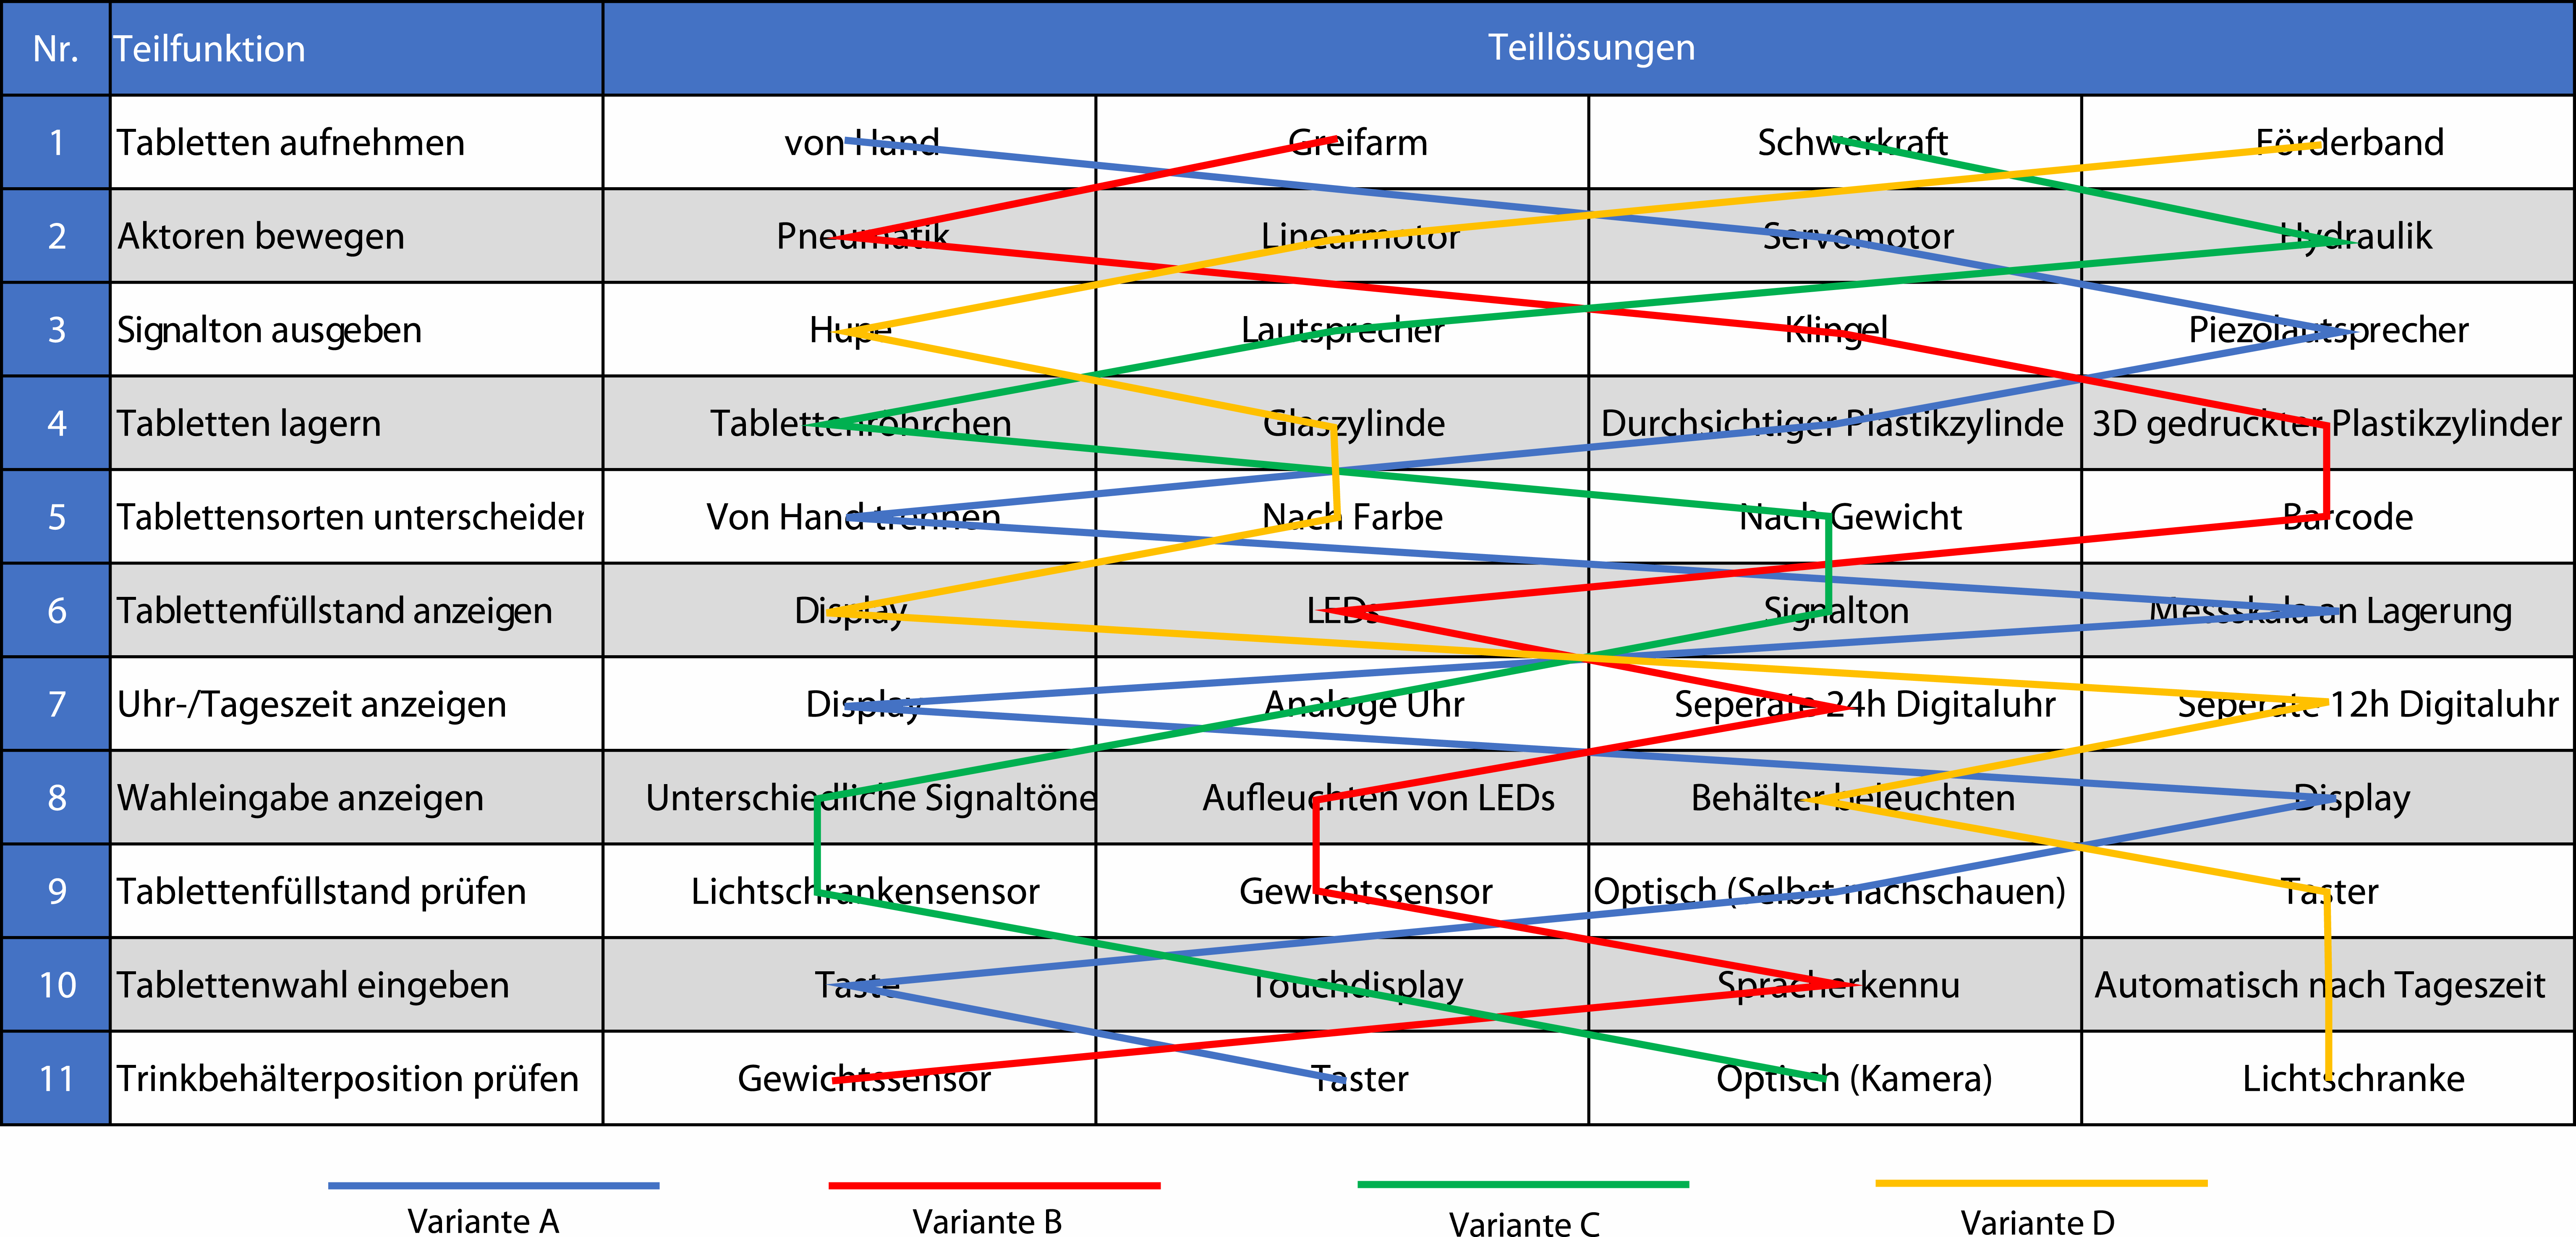 Nr. Teilfunktion Teillösungen
1 Tabletten aufnehmen von Hand Greifarm Schwerkraft Förderband
2 Aktoren bewegen Pneumatik Linearmotor Servomotor Hydraulik
3 Signalton ausgeben Hupe Lautsprecher Klingel Piezolautsprecher
4 Tabletten lagern Tablettenröhrchen Glaszylinde Durchsichtiger Plastikzylinde 3D gedruckter Plastikzylinder
5 Tablettensorten unterscheider Von Hand trennen Nach Farbe Nach Gewicht Barcode
6 Tablettenfüllstand anzeigen Display LEDs Signalton Messskala an Lagerung
7 Uhr-/Tageszeit anzeigen Display Analoge Uhr Seperate 24h Digitaluhr Seperate 12h Digitaluhr
8 Wahleingabe anzeigen Unterschiedliche Signaltöne Aufleuchten von LEDs Behälter beleuchten Display
9 Tablettenfüllstand prüfen Lichtschrankensensor Gewichtssensor Optisch (Selbst nachschauen) Taster
10 Tablettenwahl eingeben Taste Touchdisplay Spracherkennu Automatisch nach Tageszeit
11 Trinkbehälterposition prüfen Gewichtssensor Taster Optisch (Kamera) Lichtschranke
Variante A Variante B Variante C Variante D